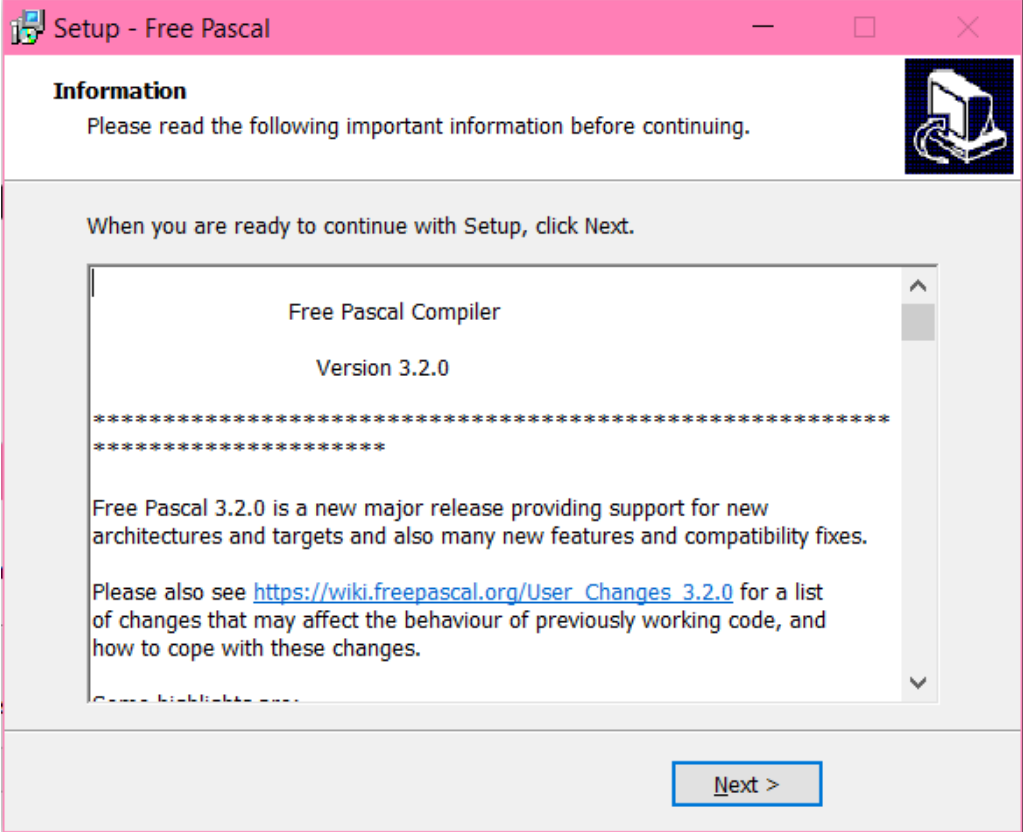 Setup - Free Pascal
Information
Please read the following important information before continuing.
When you are ready to continue with Setup, click Next.
Free Pascal Compiler
Version 3.2.0
*********************************************************
*********************
Free Pascal 3.2.0 is a new major release providing support for new
architectures and targets and also many new features and compatibility fixes.
Please also see https://wiki.freepascal.org/User_Changes_3.2.0 for a list
of changes that may affect the behaviour of previously working code, and
how to cope with these changes.
Some highlights are:
Next >